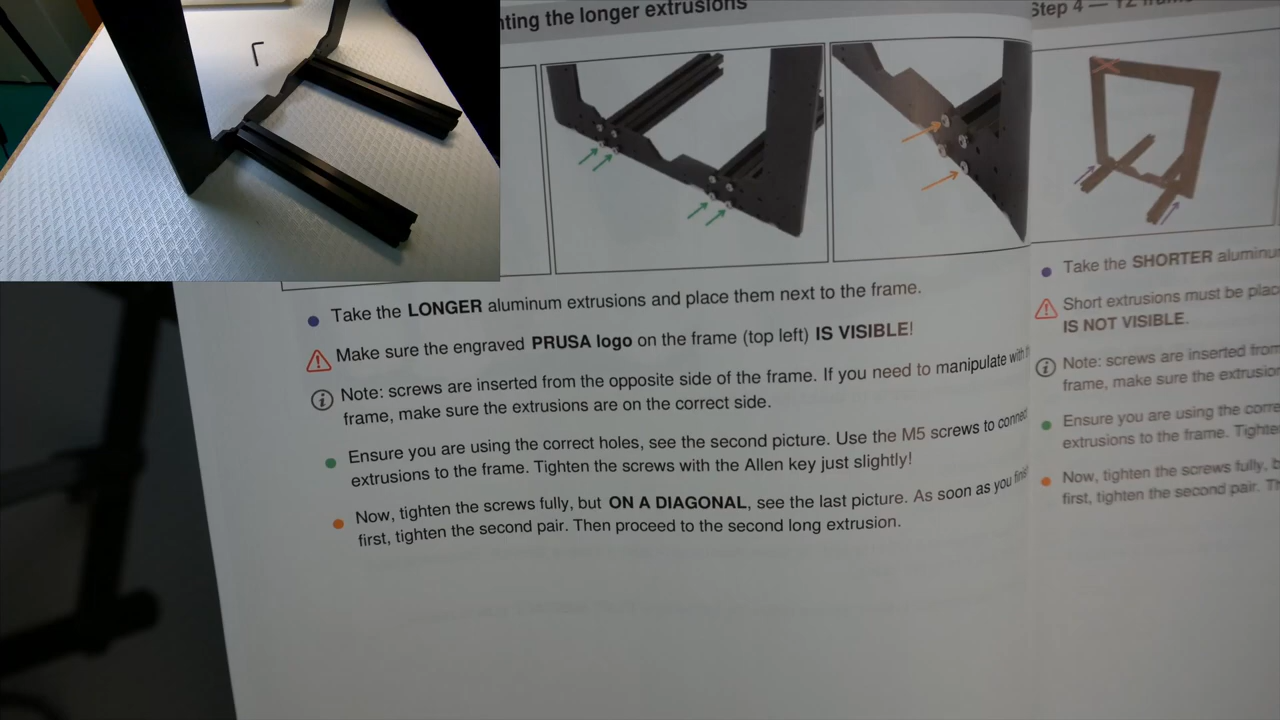 nting the longer extrusions
Take the LONGER aluminum extrusions and place them next to the frame.
Make sure the engraved PRUSA logo on the frame (top left) IS VISIBLE!
Note: screws are inserted from the opposite side of the frame. If you need to manipulate with
frame, make sure the extrusions are on the correct side.
Ensure you are using the correct holes, see the second picture. Use the M5 screws to connect
extrusions to the frame. Tighten the screws with the Allen key just slightly!
Now, tighten the screws fully, but ON A DIAGONAL, see the last picture. As soon as you
first, tighten the second pair. Then proceed to the second long extrusion.
Step 4 — YZ frame
Take the SHORTER aluminu
Short extrusions must be plac
IS NOT VISIBLE.
Note: screws are inserted from
frame, make sure the extrusion
Ensure you are using the corre
extrusions to the frame. Tighte
Now, tighten the screws fully, b
first, tighten the second pair. Th